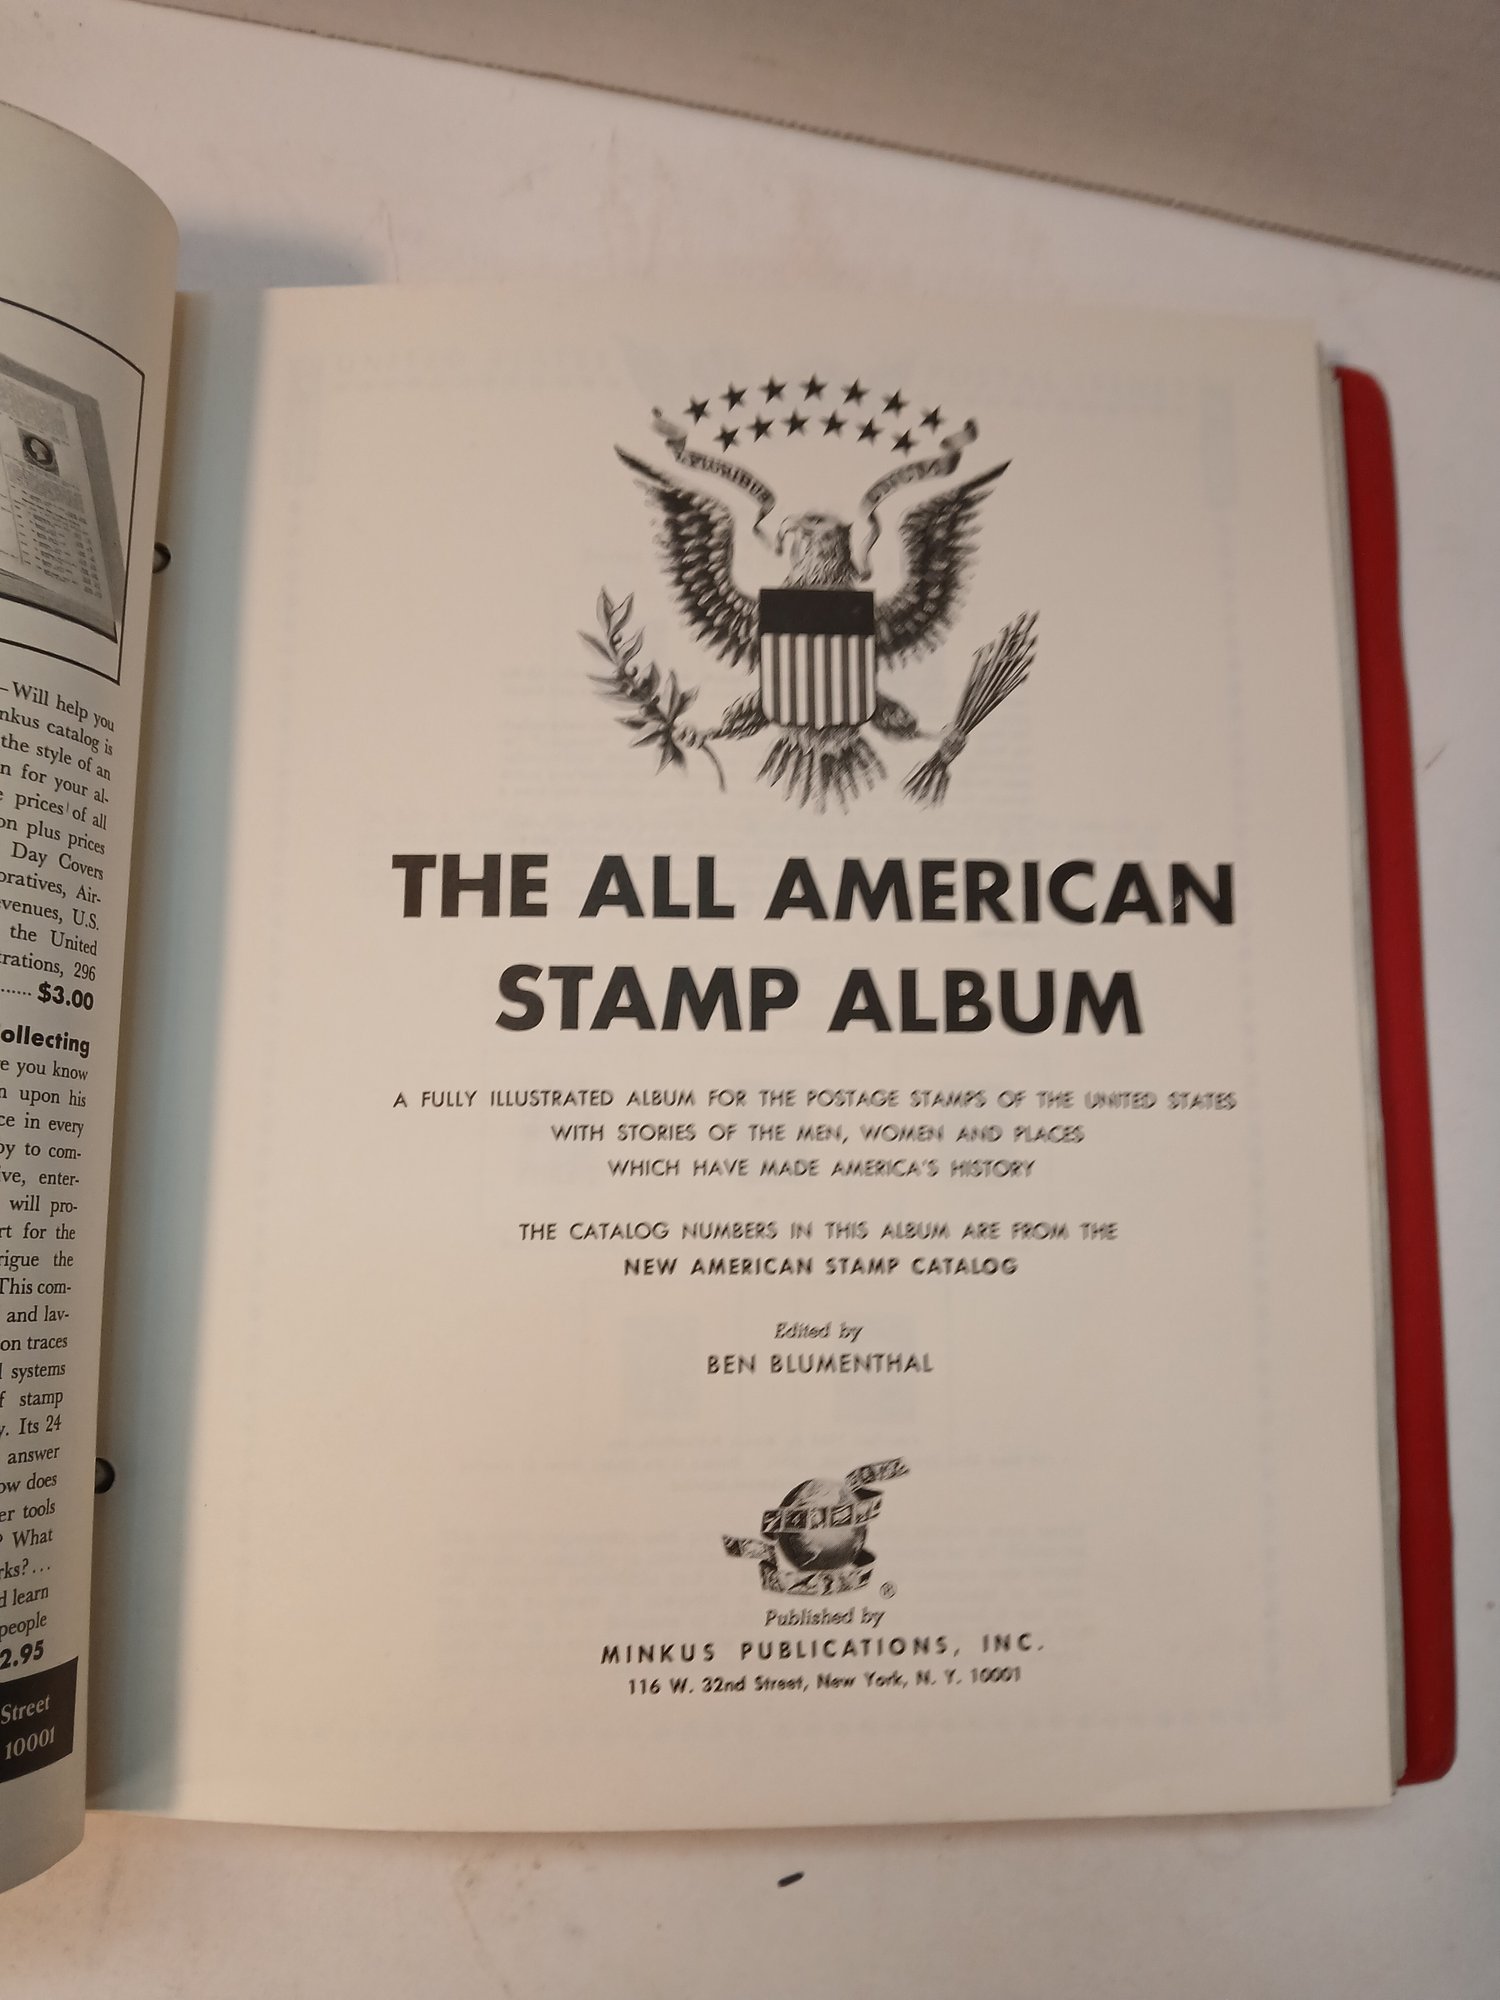 –Will help you
nkus catalog is
the style of an
n for your al-
prices of all
on plus prices
Day Covers
oratives, Air-
evenues, U.S.
the United
trations, 296
...... $3.00
ollecting
e you know
n upon his
ce in every
oy to com-
ive, enter-
will pro-
rt for the
rigue the
This com-
and lav-
on traces
systems
f stamp
y. Its 24
answer
ow does
er tools
What
rks?...
d learn
people
2.95
Street
10001
E PLURIBUS
THE ALL AMERICAN
STAMP ALBUM
A FULLY ILLUSTRATED ALBUM FOR THE POSTAGE STAMPS OF THE UNITED STATES
WITH STORIES OF THE MEN, WOMEN AND PLACES
WHICH HAVE MADE AMERICA'S HISTORY
THE CATALOG NUMBERS IN THIS ALBUM ARE FROM THE
NEW AMERICAN STAMP CATALOG
Edited by
BEN BLUMENTHAL
®
Published by
MINKUS PUBLICATIONS, INC.
116 W. 32nd Street, New York, N. Y. 10001